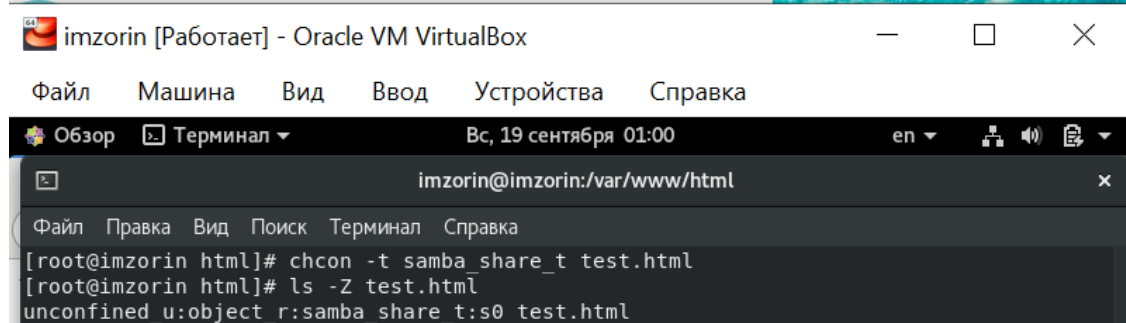 imzorin [Работает] - Oracle VM VirtualBox
Файл Машина Вид Ввод Устройства Справка
Обзор Терминал Вс, 19 сентября 01:00 en
imzorin@imzorin:/var/www/html
Файл Правка Вид Поиск Терминал Справка
[root@imzorin html]# chcon -t samba_share_t test.html
[root@imzorin html]# ls -Z test.html
unconfined_u:object_r:samba_share_t:s0 test.html